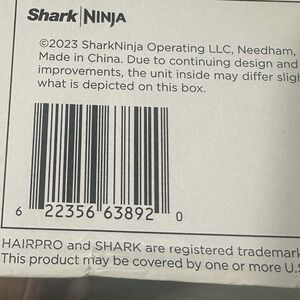 Shark | NINJA
©2023 SharkNinja Operating LLC, Needham,
Made in China. Due to continuing design and
improvements, the unit inside may differ
what is depicted on this box.
6 22356 63892 0
HAIRPRO and SHARK are registered
This product may be covered by one or more